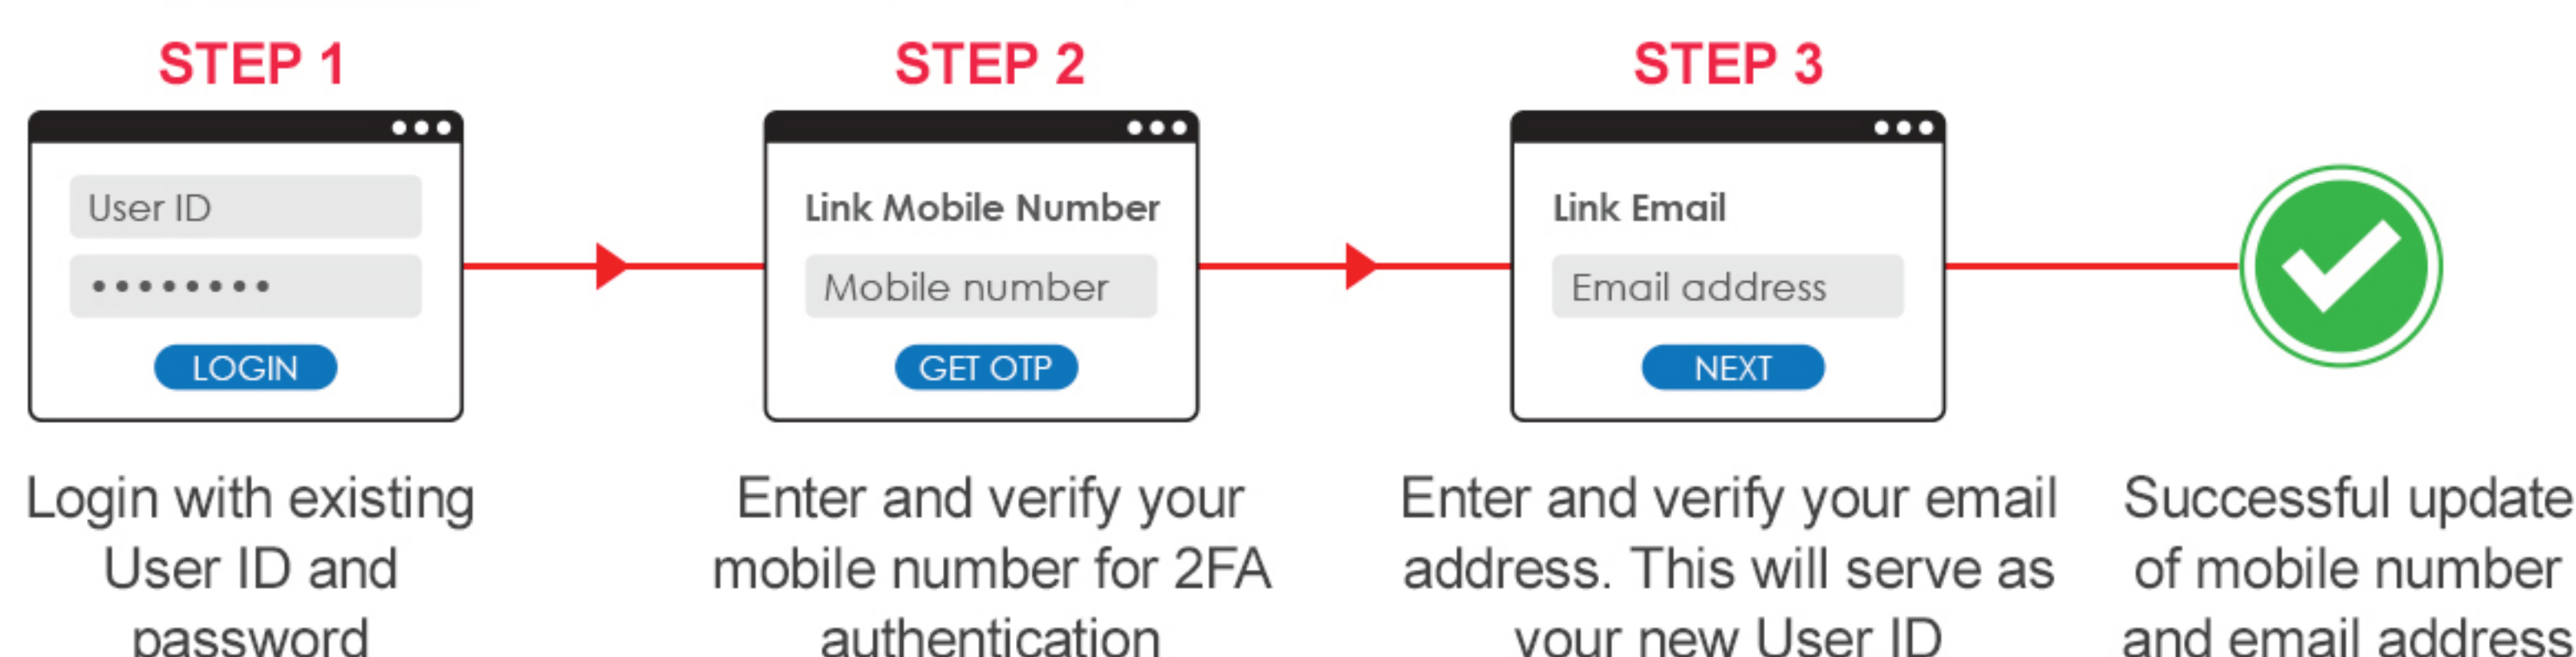 STEP 1
User ID
LOGIN
Login with existing
User ID and
password
STEP 2
Link Mobile Number
Mobile number
GET OTP
Enter and verify your
mobile number for 2FA
authentication
STEP 3
Link Email
Email address
NEXT
Enter and verify your email
address. This will serve as
your new User ID
Successful update
of mobile number
and email address